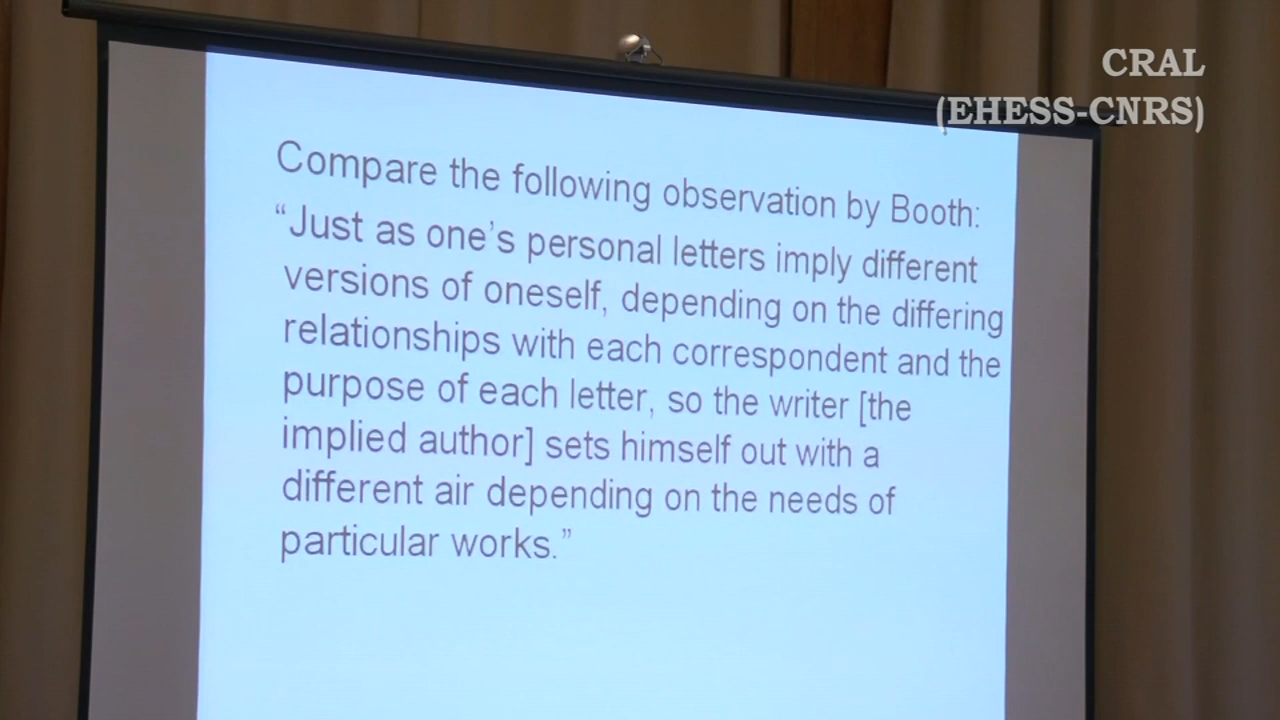 CRAL
(EHESS-CNRS)
Compare the following observation by Booth:
“Just as one’s personal letters imply different
versions of oneself, depending on the differing
relationships with each correspondent and the
purpose of each letter, so the writer [the
implied author] sets himself out with a
different air depending on the needs of
particular works.”